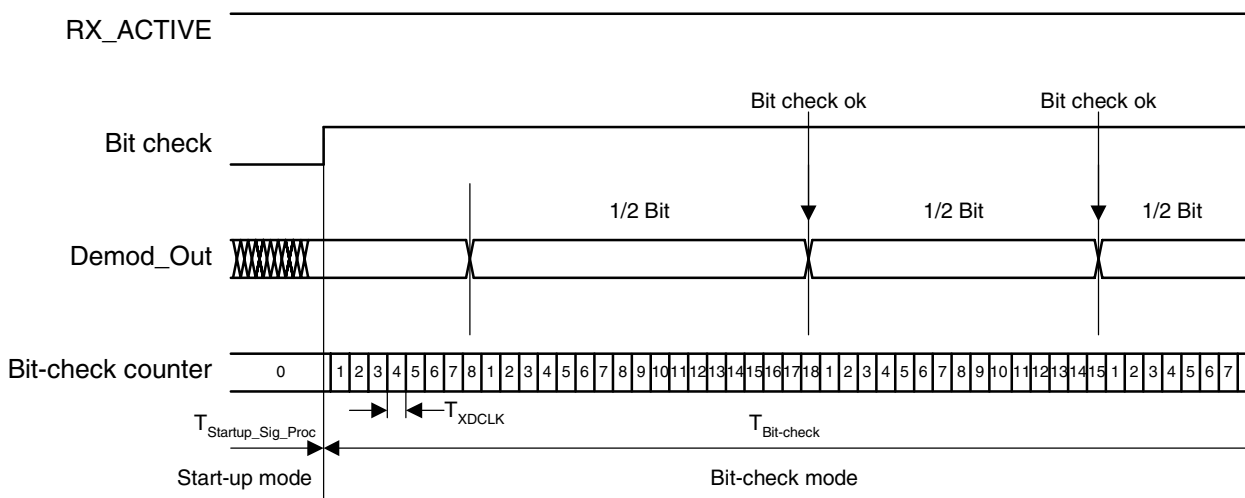 RX_ACTIVE
Bit check ok Bit check ok
Bit check
1/2 Bit 1/2 Bit 1/2 Bit
Demod_Out
Bit-check counter 0 1 2 3 4 5 6 7 8 1 2 3 4 5 6 7 8 9 10 11 12 13 14 15 16 17 18 1 2 3 4 5 6 7 8 9 10 11 12 13 14 15 1 2 3 4 5 6 7
T_XDCLK
T_Startup_Sig_Proc T_Bit-check
Start-up mode Bit-check mode